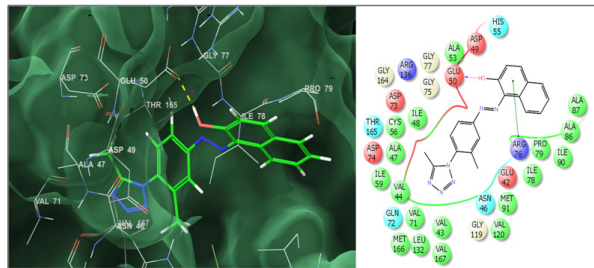 GLY 77
ASP 73
GLU 50
PRO 79
THR 165
ILE 78
ASP 49
ALA 47
VAL 71
ASN 46
HIS 55
ASP 49
ALA 53
GLY 77
GLU 50
ARG 136
GLY 164
GLY 75
HO
ASP 73
ILE 48
THR 165
CYS 56
N=N
ALA 87
ALA 86
ASP 74
ALA 47
ARG 76
PRO 79
ILE 90
ILE 59
ILE 78
GLU 42
VAL 44
N
N
N=N
ASN 46
MET 91
GLN 72
VAL 71
VAL 43
GLY 119
VAL 120
MET 166
LEU 132
VAL 167